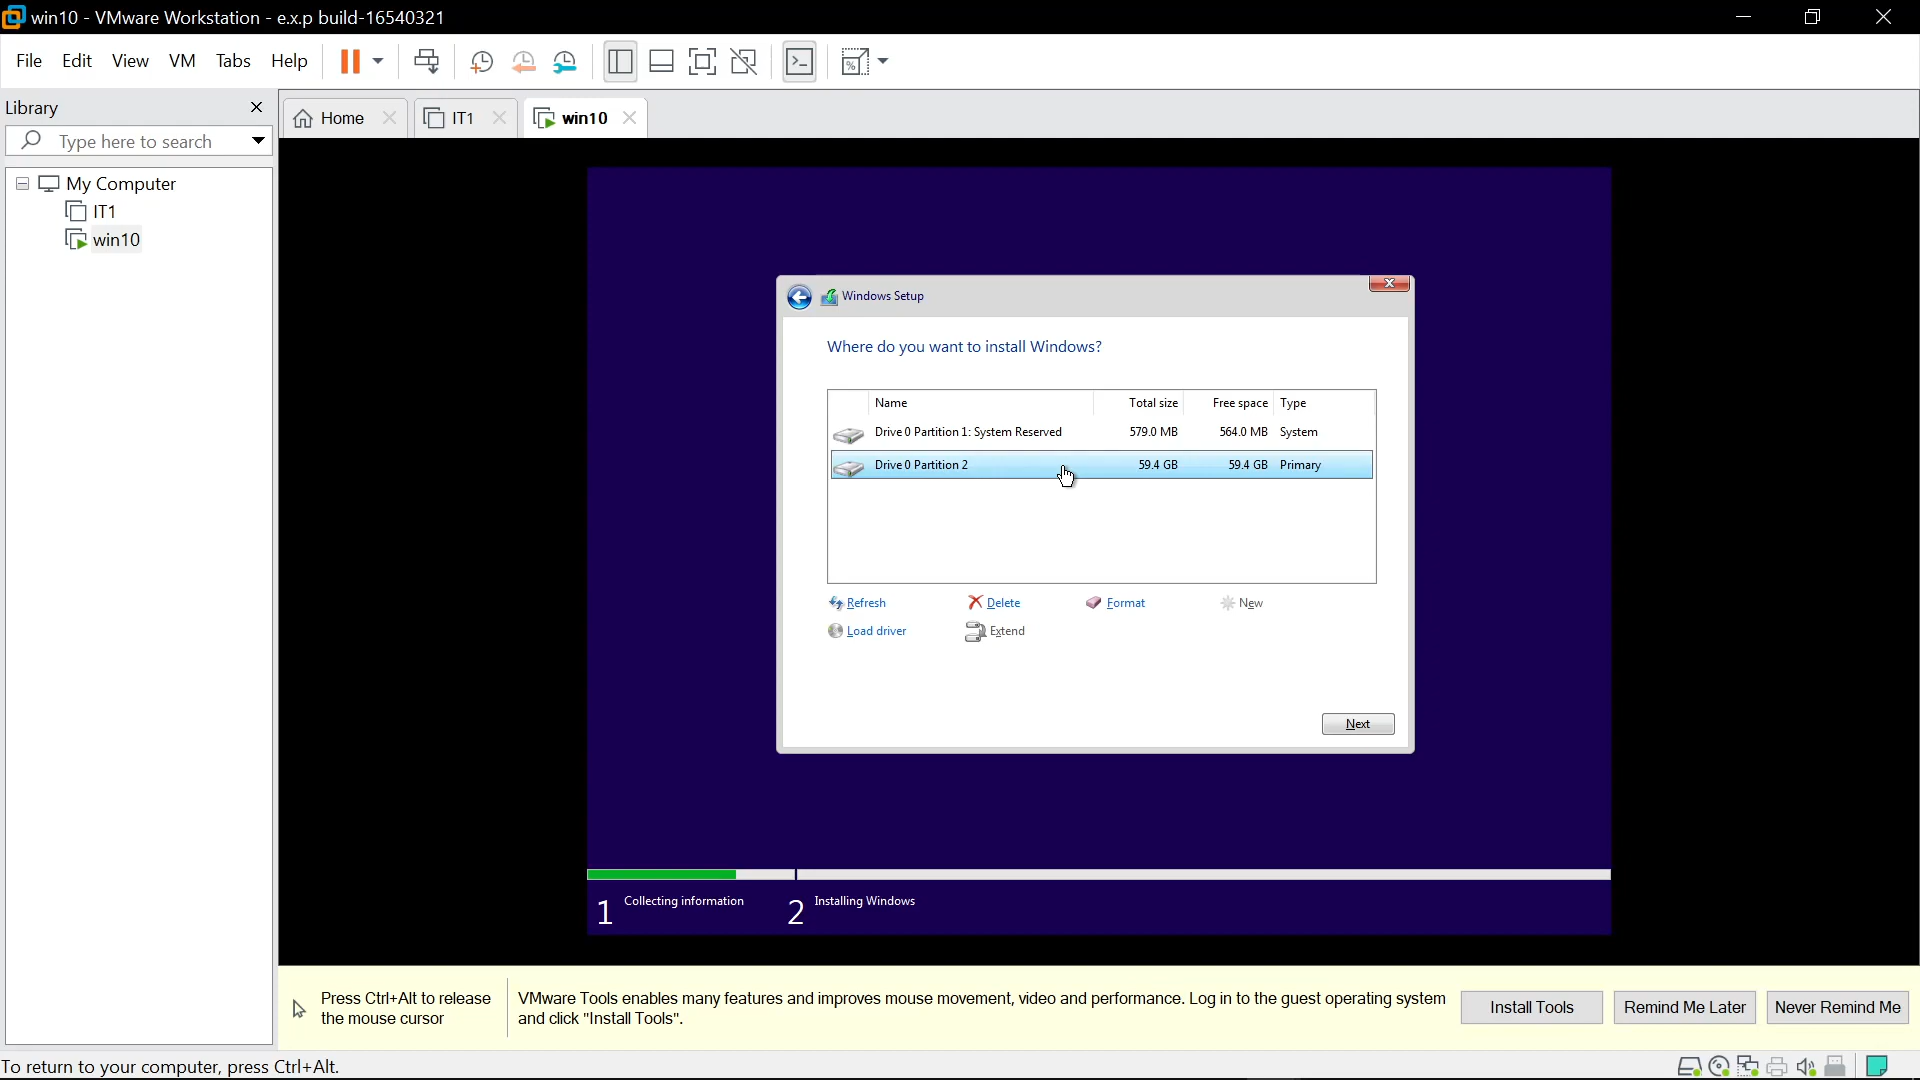 win10 - VMware Workstation - e.x.p build-16540321
File Edit View VM Tabs Help
Library
Type here to search
My Computer
IT1
win10
Home
IT1
win10
Windows Setup
Where do you want to install Windows?
Name Total size Free space Type
Drive 0 Partition 1: System Reserved 579.0 MB 564.0 MB System
Drive 0 Partition 2 59.4 GB 59.4 GB Primary
Refresh Delete Format New
Load driver Extend
Next
1 Collecting information 2 Installing Windows
Press Ctrl+Alt to release
the mouse cursor
VMware Tools enables many features and improves mouse movement, video and performance. Log in to the guest operating system
and click "Install Tools".
Install Tools Remind Me Later Never Remind Me
To return to your computer, press Ctrl+Alt.